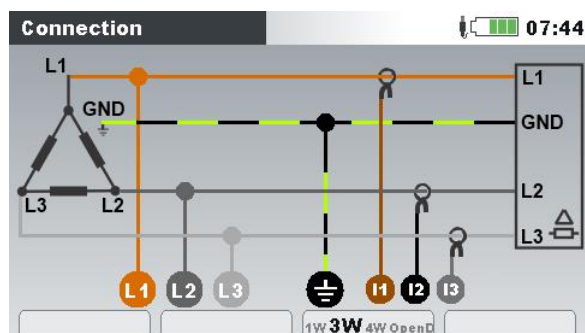 Connection 07:44
L1 L1
GND GND
L3 L2 L2
L3
L1 L2 L3 I1 I2 I3
1W 3W 4W OpenD